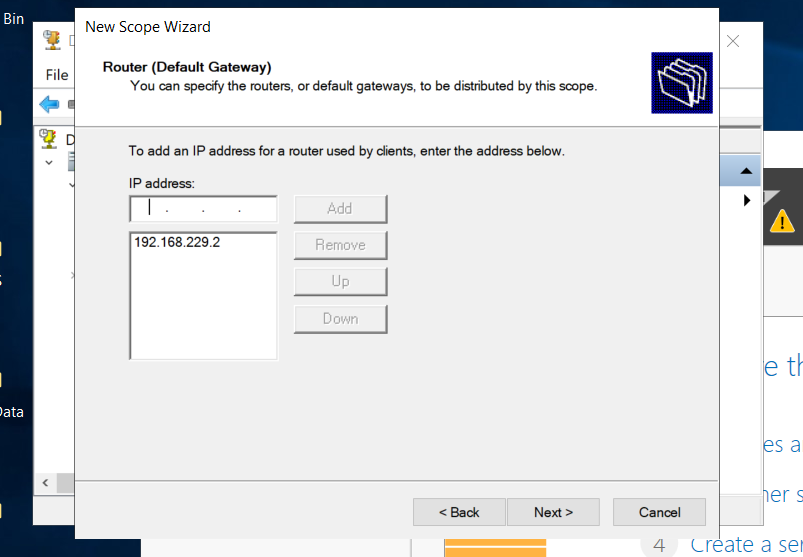 Bin
New Scope Wizard
File
Router (Default Gateway)
You can specify the routers, or default gateways, to be distributed by this scope.
To add an IP address for a router used by clients, enter the address below.
IP address:
. . .
Add
192.168.229.2
Remove
Up
Down
< Back
Next >
Cancel
4 Create a ser